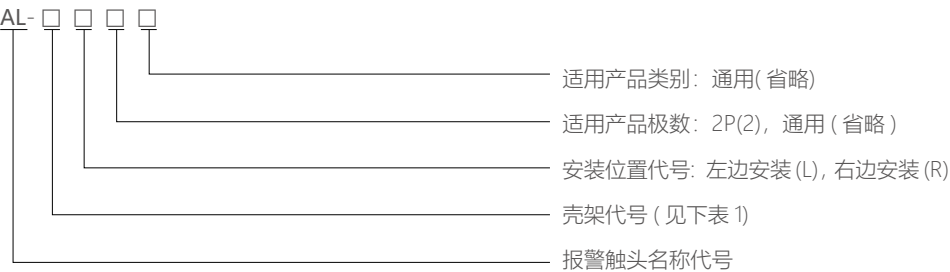 AL-□ □ □ □
适用产品类别：通用( 省略)
适用产品极数：2P(2)，通用 ( 省略 )
安装位置代号: 左边安装 (L) , 右边安装 (R)
壳架代号 ( 见下表 1)
报警触头名称代号